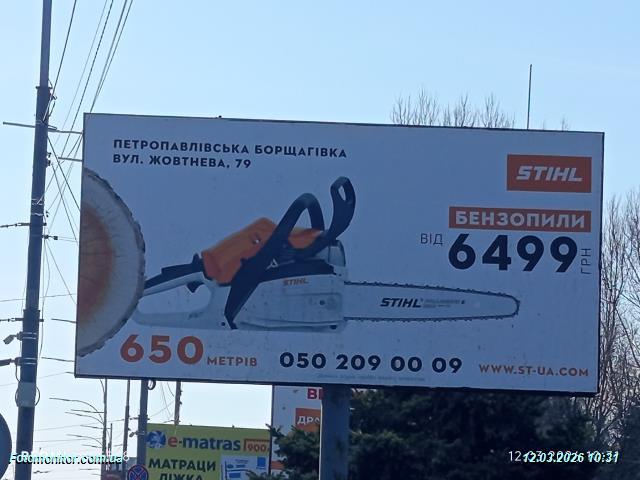 ПЕТРОПАВЛІВСЬКА БОРЩАГІВКА
ВУЛ. ЖОВТНЕВА, 79
STIHL
БЕНЗОПИЛИ
ВІД 6499 ГРН
STIHL
STIHL
650 МЕТРІВ
050 209 00 09
WWW.ST-UA.COM
e-matras
МАТРАЦИ
Fotomonitor.com.ua
12.03.2026 10:31